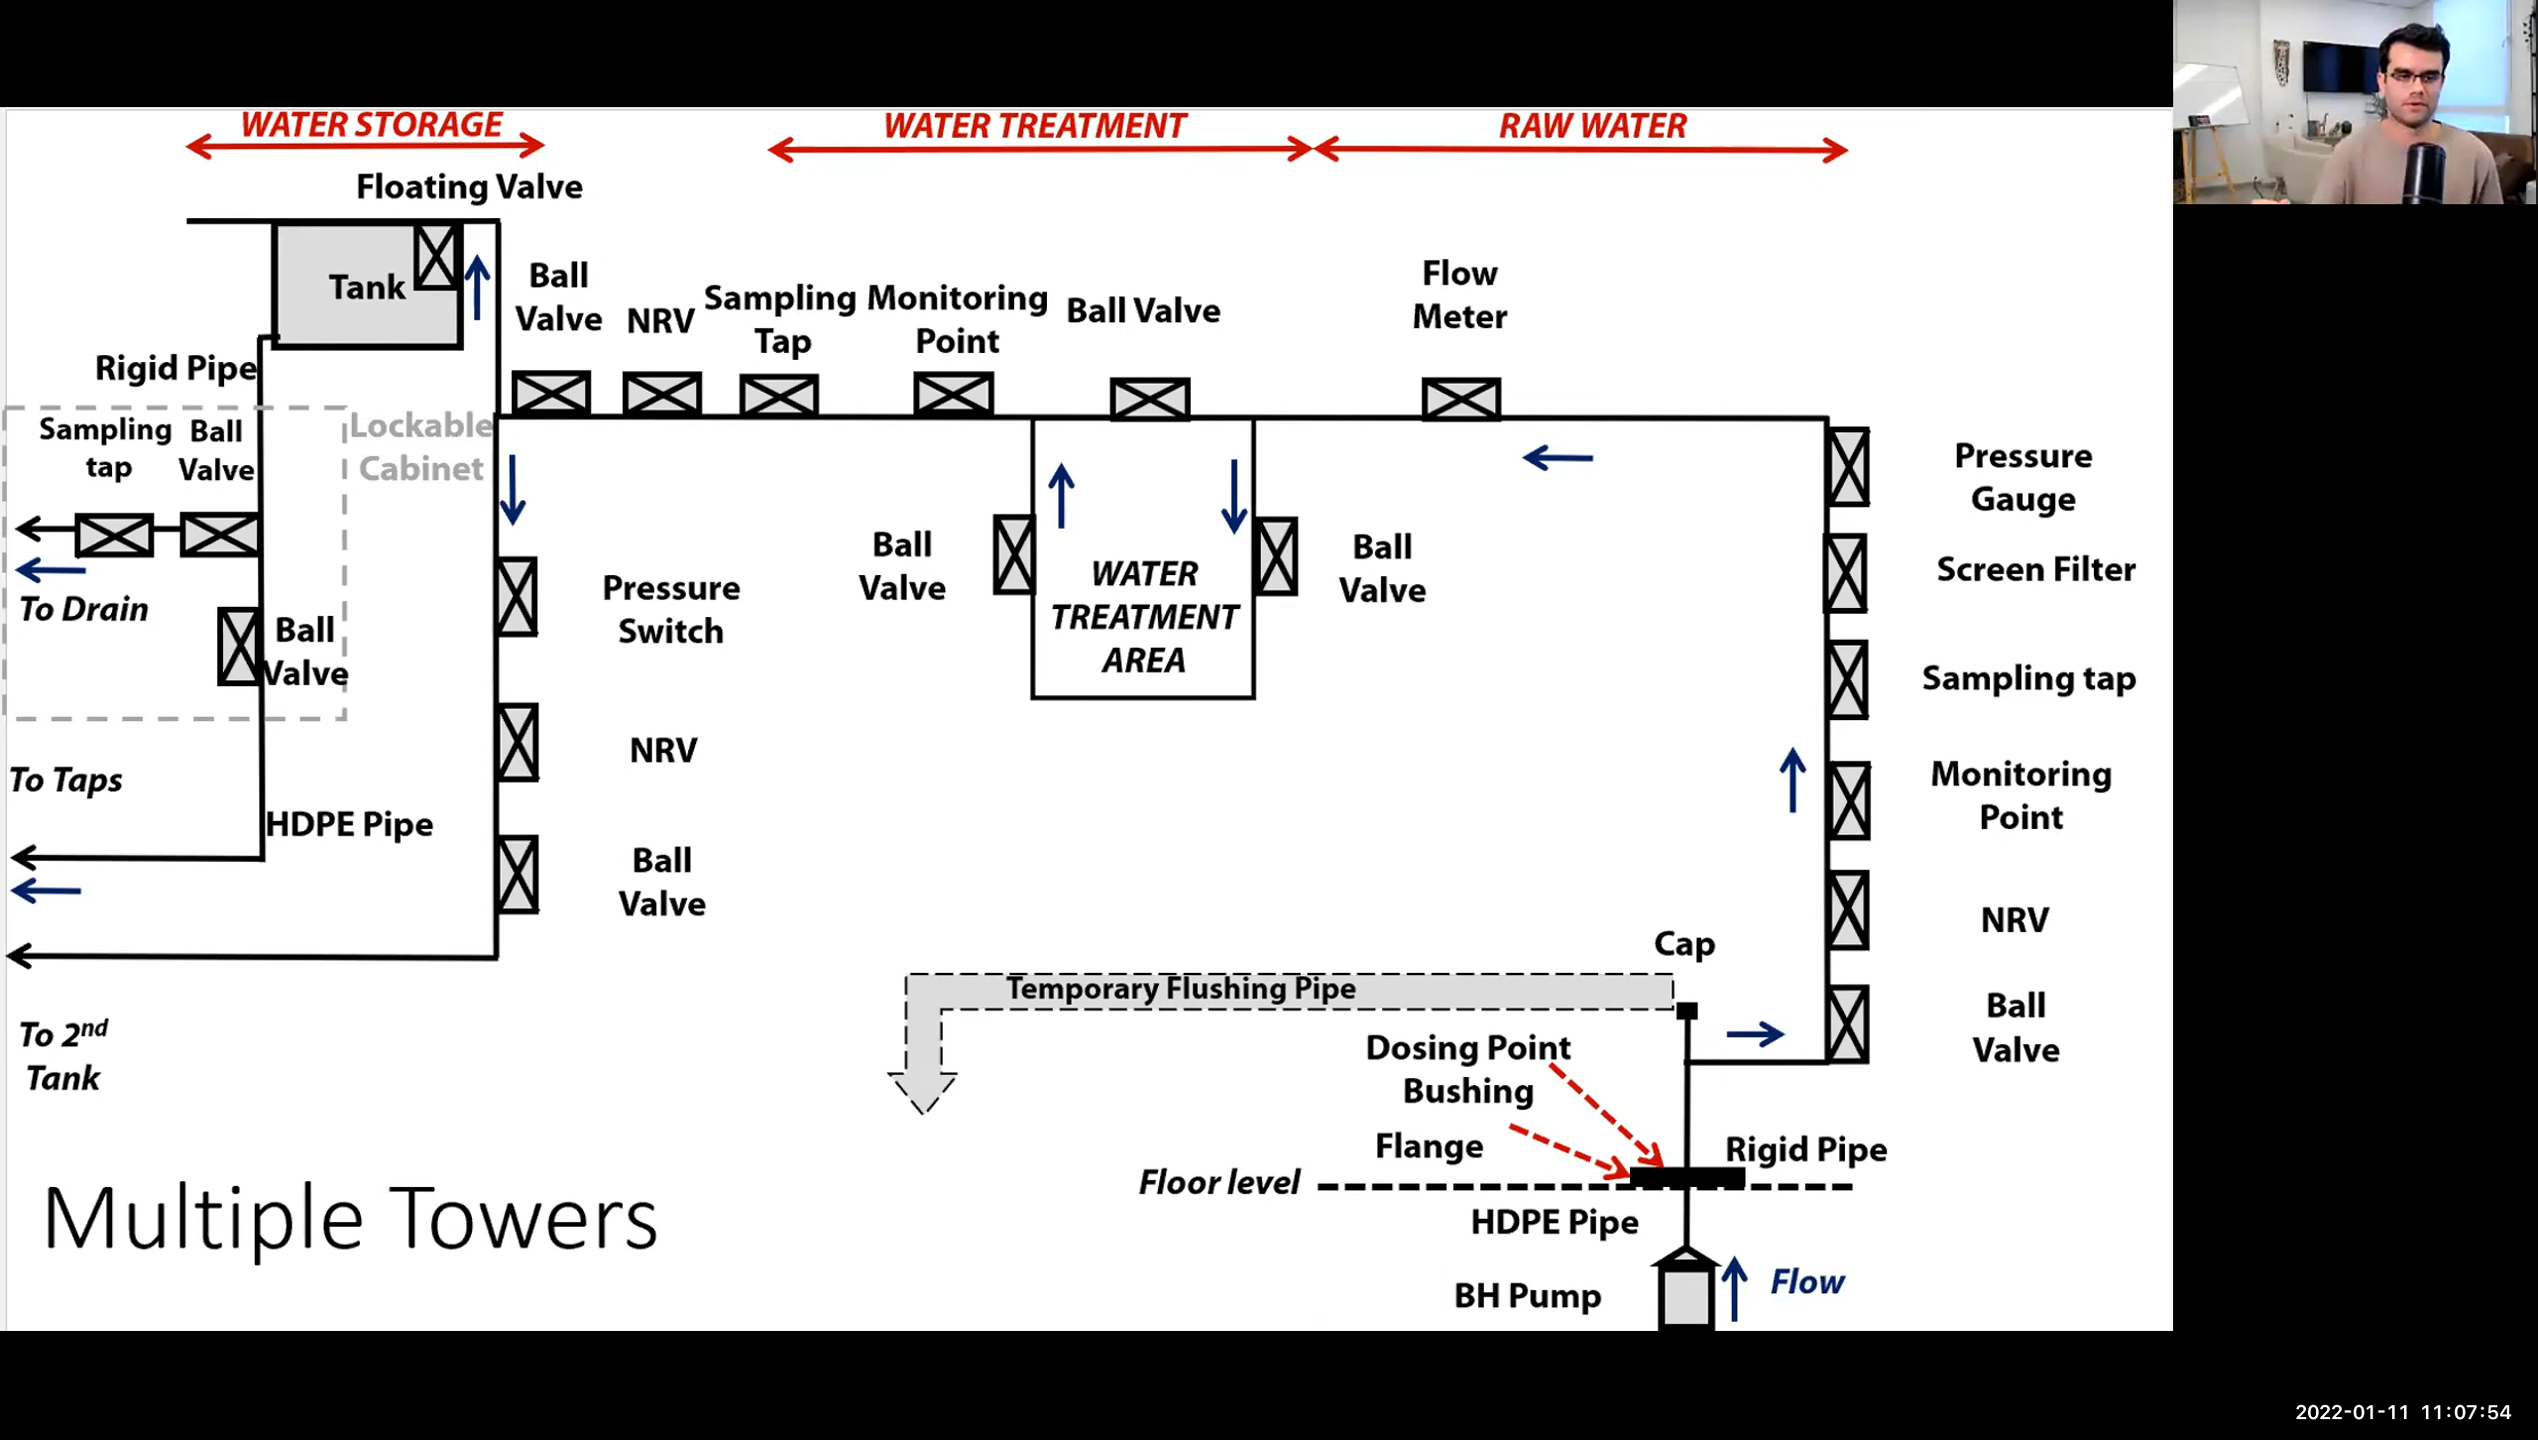 WATER STORAGE
WATER TREATMENT
RAW WATER
Floating Valve
Tank
Ball
Valve
NRV
Sampling
Tap
Monitoring
Point
Ball Valve
Flow
Meter
Rigid Pipe
Sampling
tap
Ball
Valve
Lockable
Cabinet
To Drain
Ball
Valve
To Taps
HDPE Pipe
To 2nd
Tank
Pressure
Switch
NRV
Ball
Valve
Ball
Valve
WATER
TREATMENT
AREA
Ball
Valve
Pressure
Gauge
Screen Filter
Sampling tap
Monitoring
Point
NRV
Ball
Valve
Cap
Temporary Flushing Pipe
Dosing Point
Bushing
Flange
Rigid Pipe
Floor level
HDPE Pipe
BH Pump
Flow
Multiple Towers
2022-01-11 11:07:54